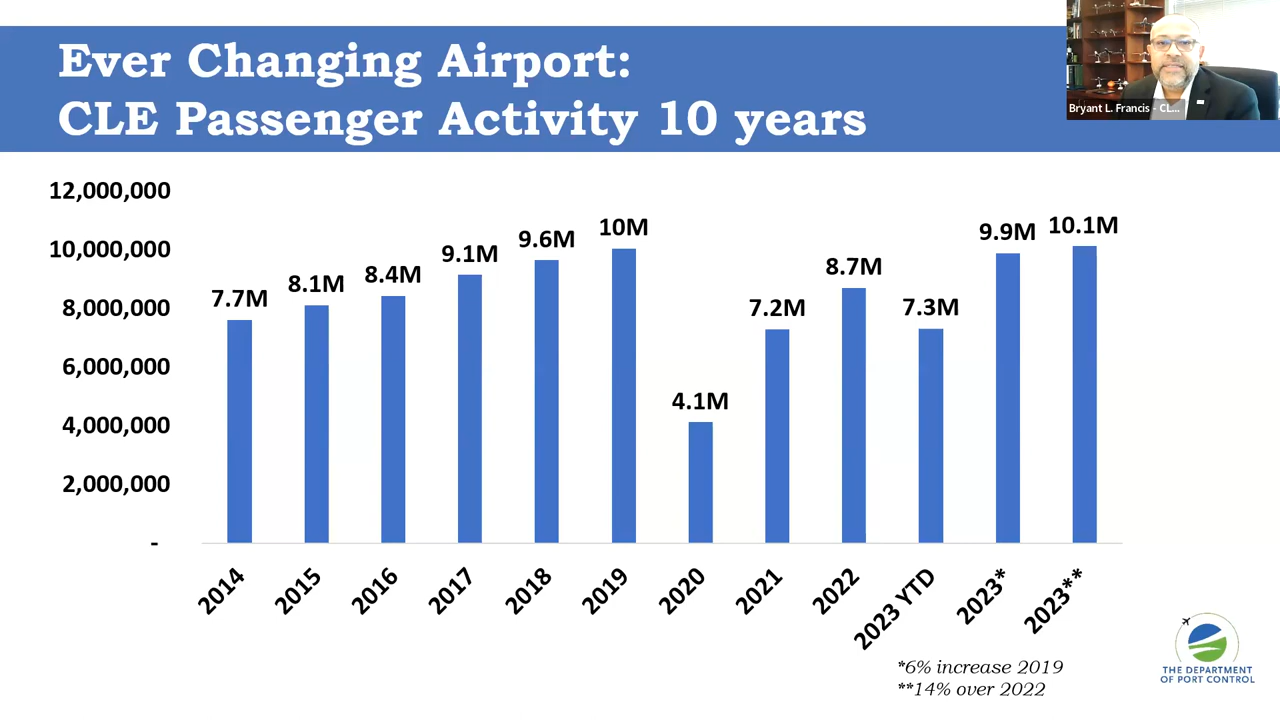 Ever Changing Airport:
CLE Passenger Activity 10 years
Bryant L. Francis - CL...
12,000,000
10,000,000
8,000,000
6,000,000
4,000,000
2,000,000
-
7.7M
8.1M
8.4M
9.1M
9.6M
10M
4.1M
7.2M
8.7M
7.3M
9.9M
10.1M
2014
2015
2016
2017
2018
2019
2020
2021
2022
2023 YTD
2023*
2023**
*6% increase 2019
**14% over 2022
THE DEPARTMENT
OF PORT CONTROL